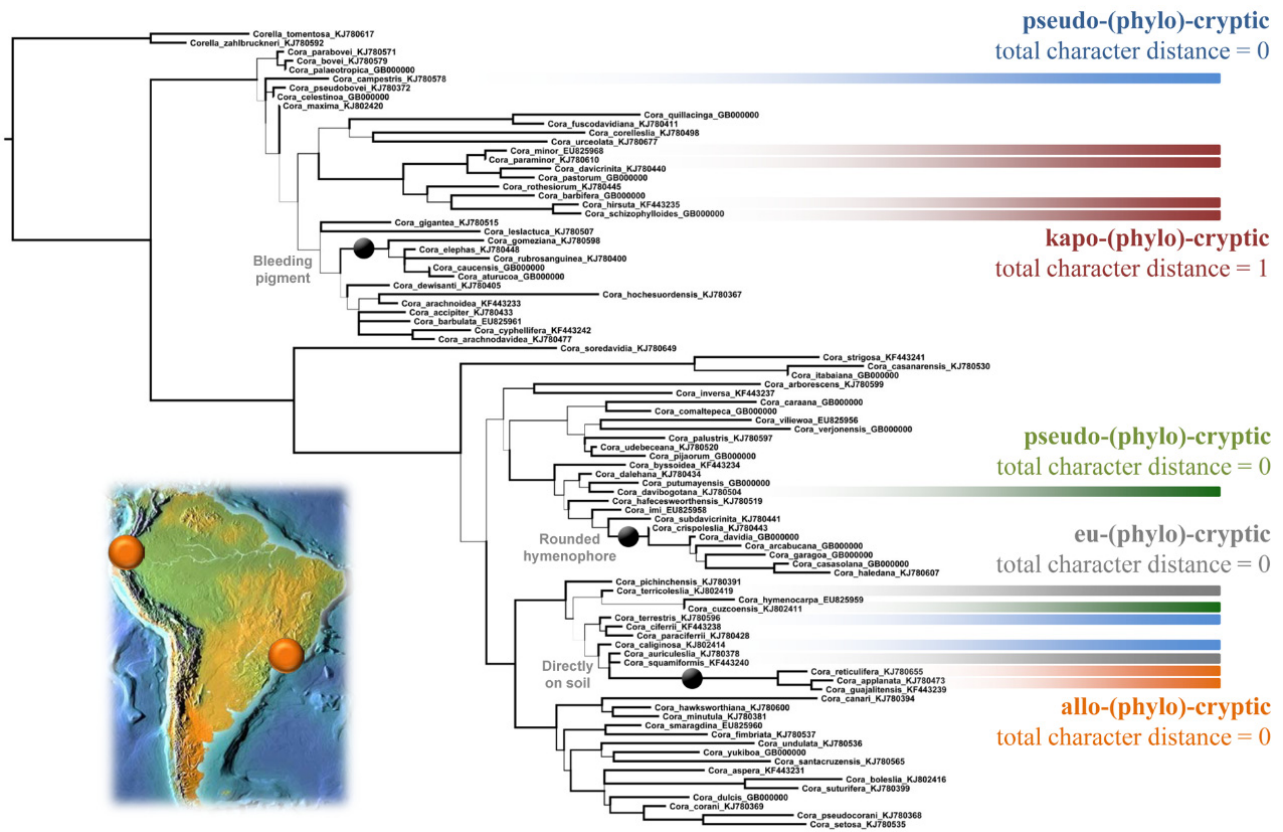 pseudo-(phylo)-cryptic
total character distance = 0
Corella_tomentosa_KJ780617
Corella_zahlbruckneri_KJ780592
Cora_parabovei_KJ780571
Cora_bovei_KJ780579
Cora_palaeotropica_GB000000
Cora_campestris_KJ780578
Cora_pseudobovei_KJ780372
Cora_celestinoa_GB000000
Cora_maxima_KJ802420
Cora_quillacinga_GB000000
Cora_fuscodavidiana_KJ780411
Cora_corelleslia_KJ780498
Cora_urceolata_KJ780677
Cora_minor_EU825968
Cora_paraminor_KJ780610
Cora_davicrinita_KJ780440
Cora_pastorum_GB000000
Cora_rothesiorum_KJ780445
Cora_barbifera_GB000000
Cora_hirsuta_KF443235
Cora_schizophylloides_GB000000
kapo-(phylo)-cryptic
total character distance = 1
Cora_gigantea_KJ780515
Cora_leslactuca_KJ780507
Cora_gomeziana_KJ780598
Cora_elephas_KJ780448
Bleeding
pigment
Cora_rubrosanguinea_KJ780400
Cora_caucensis_GB000000
Cora_aturucoa_GB000000
Cora_dewisanti_KJ780405
Cora_hochesuordensis_KJ780367
Cora_arachnoidea_KF443233
Cora_accipiter_KJ780433
Cora_barbulata_EU825961
Cora_cyphellifera_KF443242
Cora_arachnodavidea_KJ780477
Cora_soredavidia_KJ780649
Cora_strigosa_KF443241
Cora_casanarensis_KJ780530
Cora_itabaiana_GB000000
Cora_arborescens_KJ780599
Cora_inversa_KF443237
Cora_caraana_GB000000
Cora_comaltepeca_GB000000
Cora_viliewoa_EU825956
Cora_verjonensis_GB000000
Cora_palustris_KJ780597
Cora_udebeceana_KJ780520
Cora_pijaorum_GB000000
pseudo-(phylo)-cryptic
total character distance = 0
Cora_byssoidea_KF443234
Cora_dalehana_KJ780434
Cora_putumayensis_GB000000
Cora_davibogotana_KJ780504
Cora_hafecesweorthensis_KJ780519
Cora_imi_EU825958
Cora_subdavicrinita_KJ780441
Cora_crispoleslia_KJ780443
Rounded
hymenophore
Cora_davidia_GB000000
Cora_arcabucana_GB000000
Cora_garagoa_GB000000
Cora_casasolana_GB000000
Cora_haledana_KJ780607
eu-(phylo)-cryptic
total character distance = 0
Cora_pichinchensis_KJ780391
Cora_terricoleslia_KJ802419
Cora_hymenocarpa_EU825959
Cora_cuzcoensis_KJ802411
Cora_terrestris_KJ780596
Cora_ciferrii_KF443238
Cora_paraciferrii_KJ780428
Cora_caliginosa_KJ802414
Cora_auriculeslia_KJ780378
Cora_squamiformis_KF443240
Directly
on soil
Cora_reticulifera_KJ780655
Cora_applanata_KJ780473
Cora_guajalitensis_KF443239
Cora_canari_KJ780394
allo-(phylo)-cryptic
total character distance = 0
Cora_hawksworthiana_KJ780600
Cora_minutula_KJ780381
Cora_smaragdina_EU825960
Cora_fimbriata_KJ780537
Cora_undulata_KJ780536
Cora_yukiboa_GB000000
Cora_santacruzensis_KJ780565
Cora_aspera_KF443231
Cora_boleslia_KJ802416
Cora_suturifera_KJ780399
Cora_dulcis_GB000000
Cora_corani_KJ780369
Cora_pseudocorani_KJ780368
Cora_setosa_KJ780535